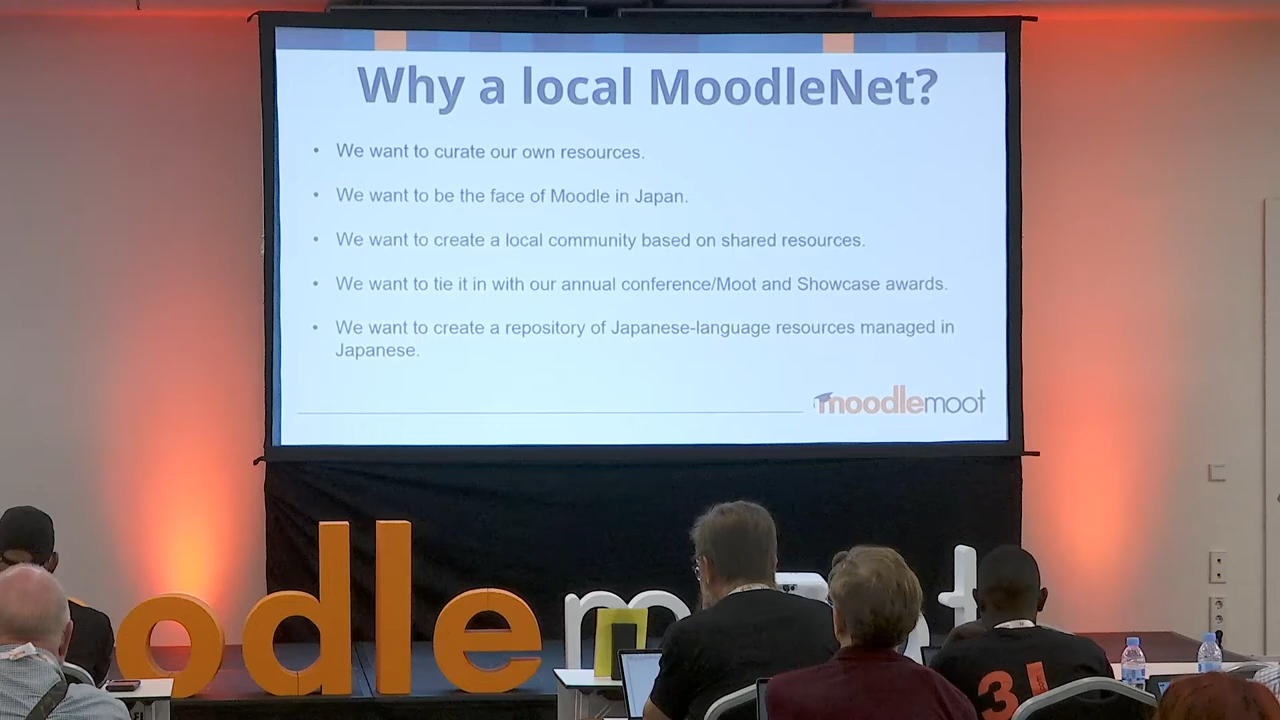 Why a local MoodleNet?
• We want to curate our own resources.
• We want to be the face of Moodle in Japan.
• We want to create a local community based on shared resources.
• We want to tie it in with our annual conference/Moot and Showcase awards.
• We want to create a repository of Japanese-language resources managed in
Japanese.
moodlemoot
odle m t